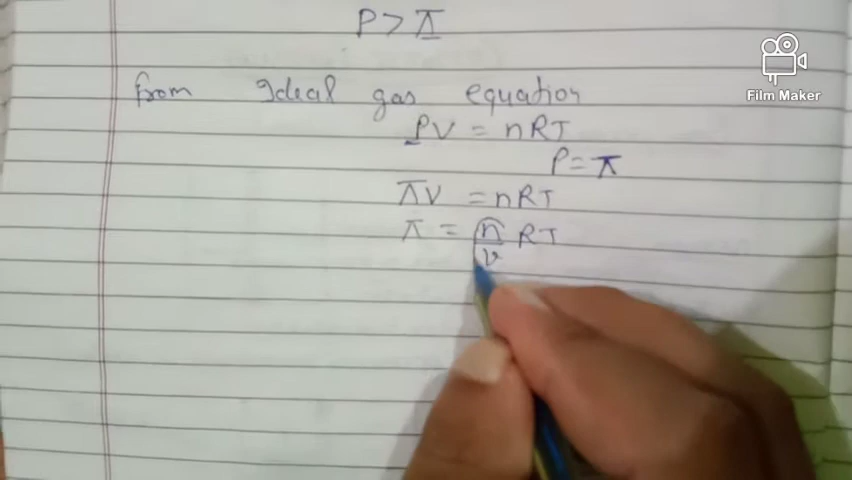 P > π
from Ideal gas equation
Film Maker
PV = nRT
P = π
πV = nRT
π = n/v RT